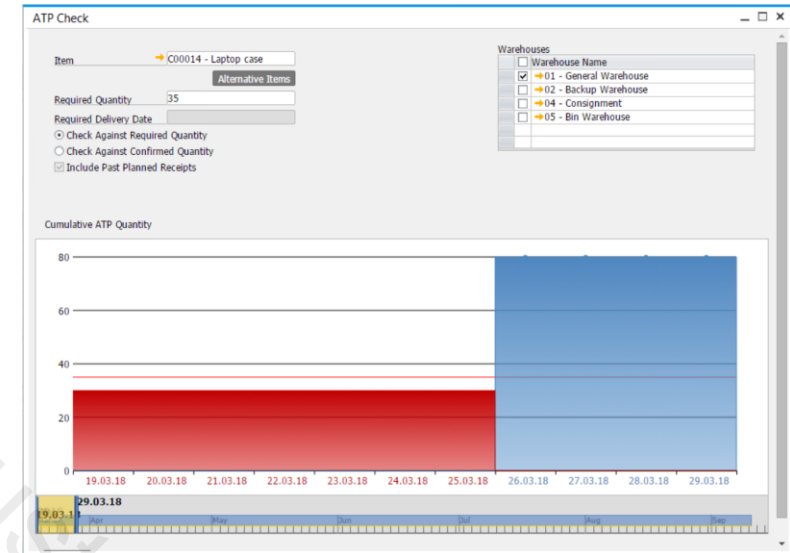 ATP Check
Item
C00014 - Laptop case
Alternative Items
Required Quantity
35
Required Delivery Date
Check Against Required Quantity
Check Against Confirmed Quantity
Include Past Planned Receipts
Warehouses
Warehouse Name
01 - General Warehouse
02 - Backup Warehouse
04 - Consignment
05 - Bin Warehouse
Cumulative ATP Quantity
80
60
40
20
0
19.03.18 20.03.18 21.03.18 22.03.18 23.03.18 24.03.18 25.03.18 26.03.18 27.03.18 28.03.18 29.03.18
29.03.18
19.03.1
Apr May Jun Jul Aug Sep